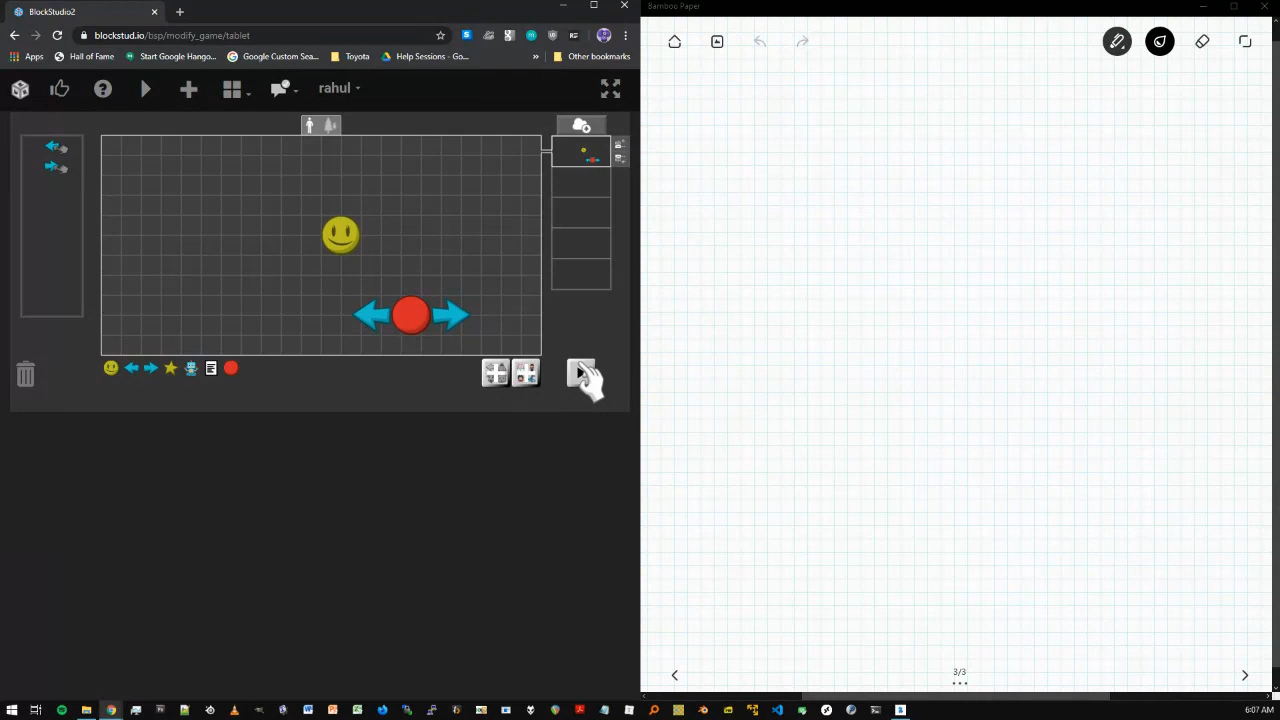 BlockStudio2
Bamboo Paper
blockstud.io/bsp/modify_game/tablet
Apps
Hall of Fame
Start Google Hango...
Google Custom Sea...
Toyota
Help Sessions
»
Other bookmarks
rahul
3/3
6:07 AM